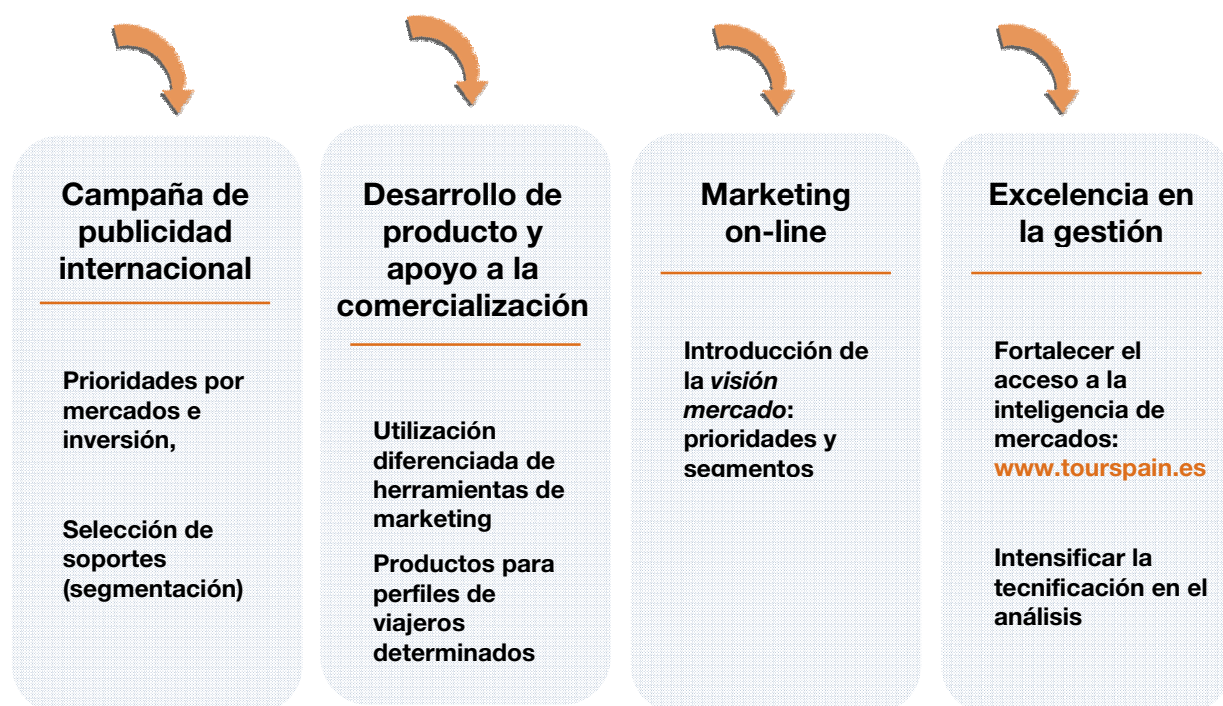 Campaña de
publicidad
internacional
Prioridades por
mercados e
inversión,
Selección de
soportes
(segmentación)
Desarrollo de
producto y
apoyo a la
comercialización
Utilización
diferenciada de
herramientas de
marketing
Productos para
perfiles de
viajeros
determinados
Marketing
on-line
Introducción de
la visión
mercado:
prioridades y
segmentos
Excelencia en
la gestión
Fortalecer el
acceso a la
inteligencia de
mercados:
www.tourspain.es
Intensificar la
tecnificación en el
análisis